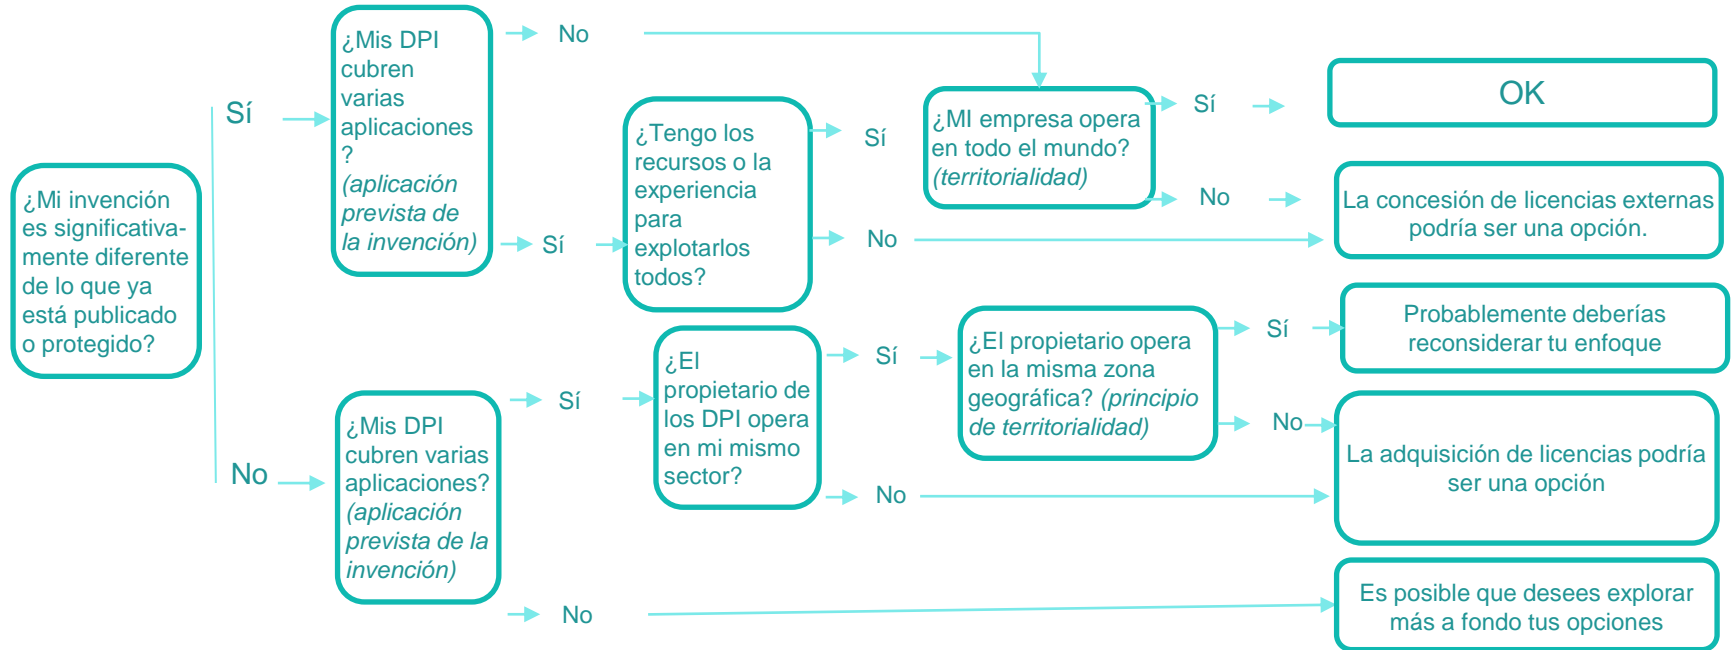 ¿Mi invención
es significativa-
mente diferente
de lo que ya
está publicado
o protegido?
Sí
¿Mis DPI
cubren
varias
aplicaciones
?
(aplicación
prevista de
la invención)
No
Sí
¿Tengo los
recursos o la
experiencia
para
explotarlos
todos?
Sí
No
¿MI empresa opera
en todo el mundo?
(territorialidad)
Sí
No
OK
La concesión de licencias externas
podría ser una opción.
No
¿Mis DPI
cubren varias
aplicaciones?
(aplicación
prevista de la
invención)
Sí
No
¿El
propietario de
los DPI opera
en mi mismo
sector?
Sí
No
¿El propietario opera
en la misma zona
geográfica? (principio
de territorialidad)
Sí
No
Probablemente deberías
reconsiderar tu enfoque
La adquisición de licencias podría
ser una opción
Es posible que desees explorar
más a fondo tus opciones